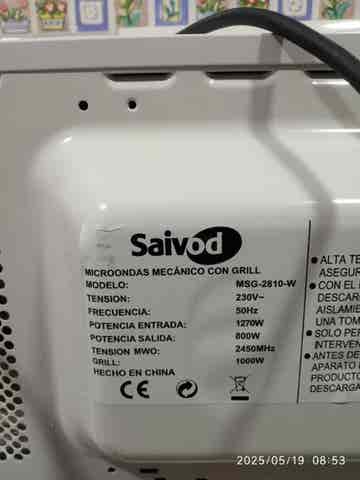 Saivod
MICROONDAS MECÁNICO CON GRILL
MODELO: MSG-2810-W
TENSION: 230V~
FRECUENCIA: 50Hz
POTENCIA ENTRADA: 1270W
POTENCIA SALIDA: 800W
TENSION MWO: 2450MHz
GRILL: 1000W
HECHO EN CHINA
CE
● ALTA TE
ASEGUR
● CON EL
DESCAR
AISLAMIE
UNA TOM
● SOLO PER
INTERVEN
● ANTES DE
APARATO
PRODUCTO
DESCARGA
2025/05/19 08:53